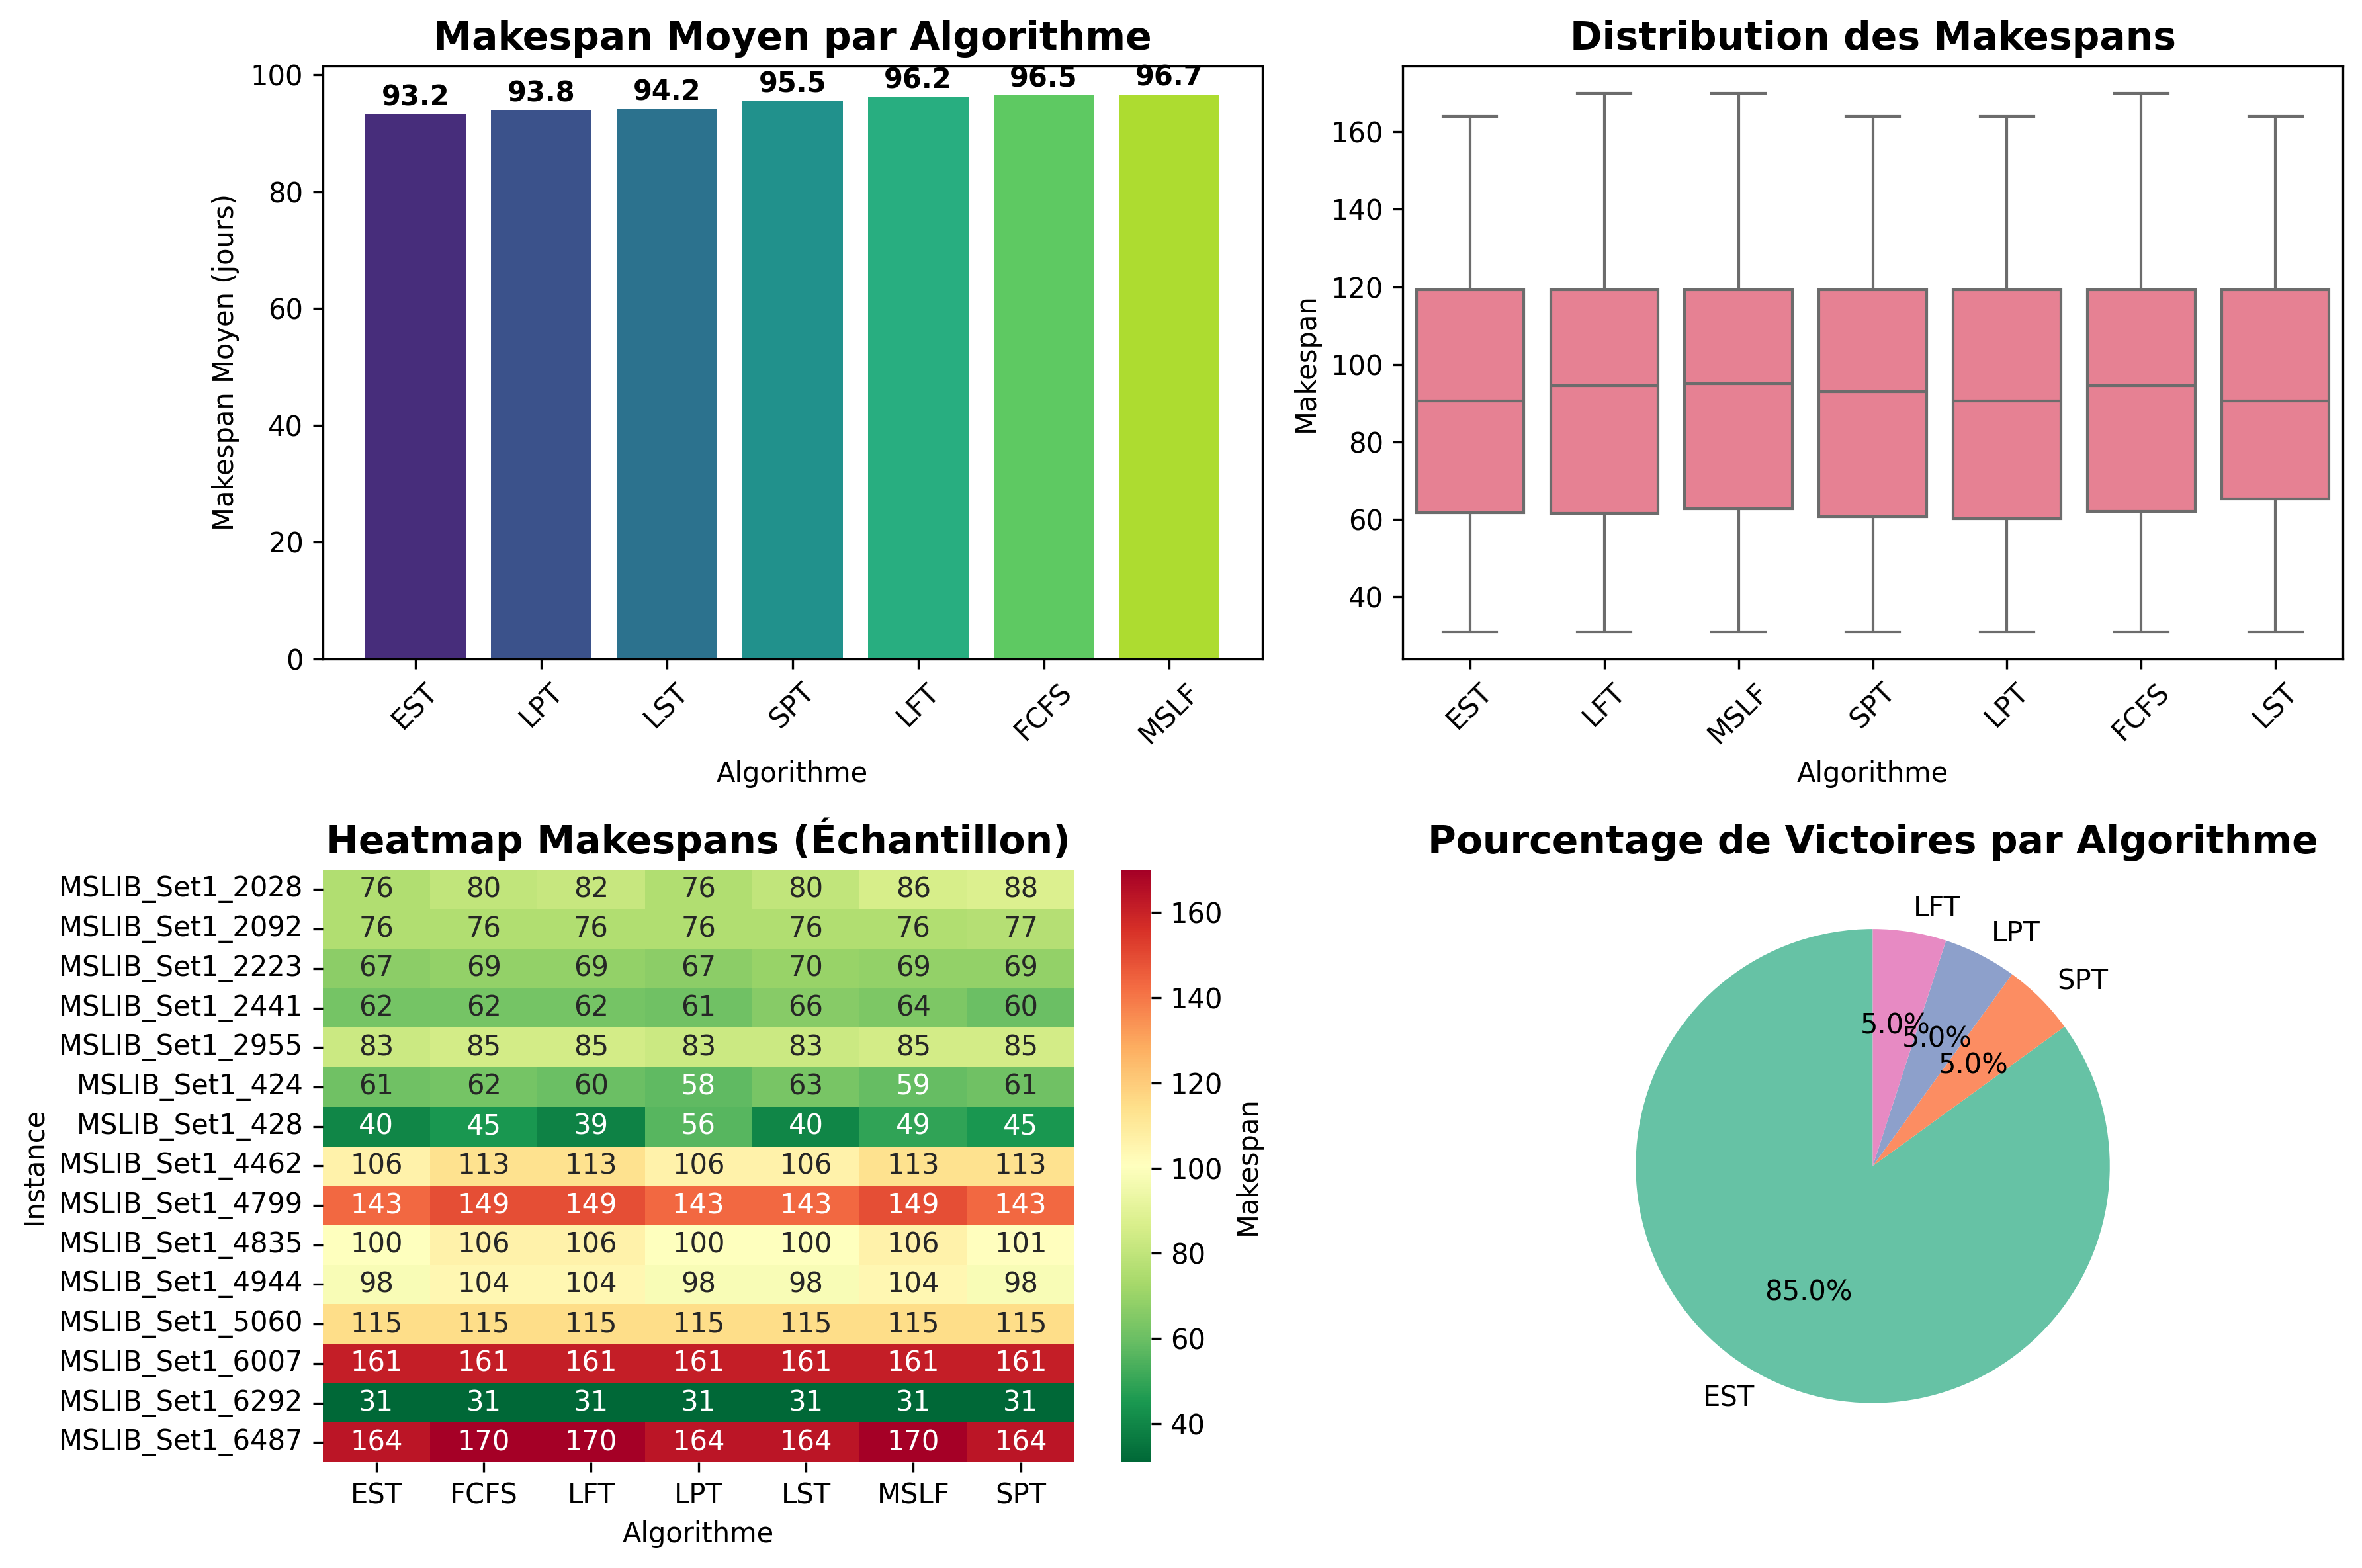 Makespan Moyen par Algorithme
93.2 93.8 94.2 95.5 96.2 96.5 96.7
100
80
60
40
20
0
Makespan Moyen (jours)
EST LPT LST SPT LFT FCFS MSLF
Algorithme
Distribution des Makespans
160
140
120
100
80
60
40
Makespan
EST LFT MSLF SPT LPT FCFS LST
Algorithme
Heatmap Makespans (Échantillon)
Instance
MSLIB_Set1_2028 76 80 82 76 80 86 88
MSLIB_Set1_2092 76 76 76 76 76 76 77
MSLIB_Set1_2223 67 69 69 67 70 69 69
MSLIB_Set1_2441 62 62 62 61 66 64 60
MSLIB_Set1_2955 83 85 85 83 83 85 85
MSLIB_Set1_424 61 62 60 58 63 59 61
MSLIB_Set1_428 40 45 39 56 40 49 45
MSLIB_Set1_4462 106 113 113 106 106 113 113
MSLIB_Set1_4799 143 149 149 143 143 149 143
MSLIB_Set1_4835 100 106 106 100 100 106 101
MSLIB_Set1_4944 98 104 104 98 98 104 98
MSLIB_Set1_5060 115 115 115 115 115 115 115
MSLIB_Set1_6007 161 161 161 161 161 161 161
MSLIB_Set1_6292 31 31 31 31 31 31 31
MSLIB_Set1_6487 164 170 170 164 164 170 164
EST FCFS LFT LPT LST MSLF SPT
Algorithme
160
140
120
100
80
60
40
Makespan
Pourcentage de Victoires par Algorithme
LFT
LPT
SPT
5.0%
5.0%
5.0%
85.0%
EST